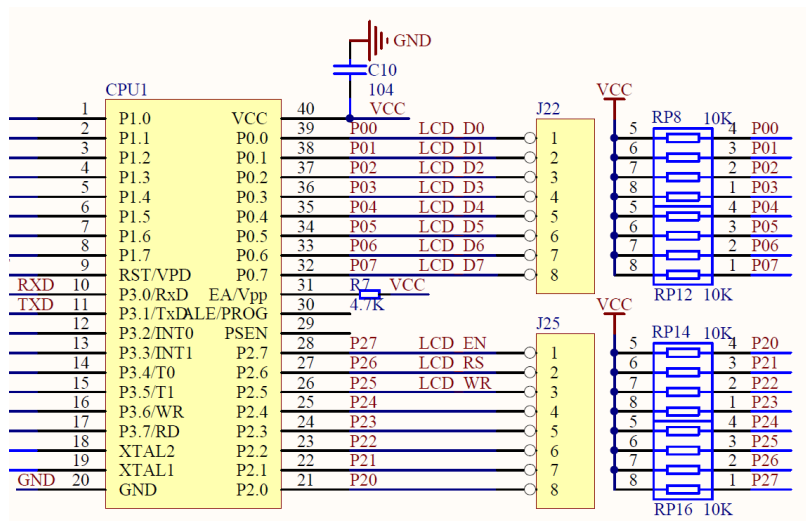 GND
C10
104
CPU1
VCC
J22
VCC
RP8 10K
1 P1.0 VCC 40
2 P1.1 P0.0 39 P00 LCD D0 1 5 4 P00
3 P1.2 P0.1 38 P01 LCD D1 2 6 3 P01
4 P1.3 P0.2 37 P02 LCD D2 3 7 2 P02
5 P1.4 P0.3 36 P03 LCD D3 4 8 1 P03
6 P1.5 P0.4 35 P04 LCD D4 5 5 4 P04
7 P1.6 P0.5 34 P05 LCD D5 6 6 3 P05
8 P1.7 P0.6 33 P06 LCD D6 7 7 2 P06
9 RST/VPD P0.7 32 P07 LCD D7 8 8 1 P07
RXD 10 P3.0/RxD EA/Vpp 31 R7 VCC RP12 10K
TXD 11 P3.1/TxD ALE/PROG 30 4.7K VCC
12 P3.2/INT0 PSEN 29 J25 RP14 10K
13 P3.3/INT1 P2.7 28 P27 LCD EN 1 5 4 P20
14 P3.4/T0 P2.6 27 P26 LCD RS 2 6 3 P21
15 P3.5/T1 P2.5 26 P25 LCD WR 3 7 2 P22
16 P3.6/WR P2.4 25 P24 4 8 1 P23
17 P3.7/RD P2.3 24 P23 5 5 4 P24
18 XTAL2 P2.2 23 P22 6 6 3 P25
19 XTAL1 P2.1 22 P21 7 7 2 P26
GND 20 GND P2.0 21 P20 8 8 1 P27
RP16 10K